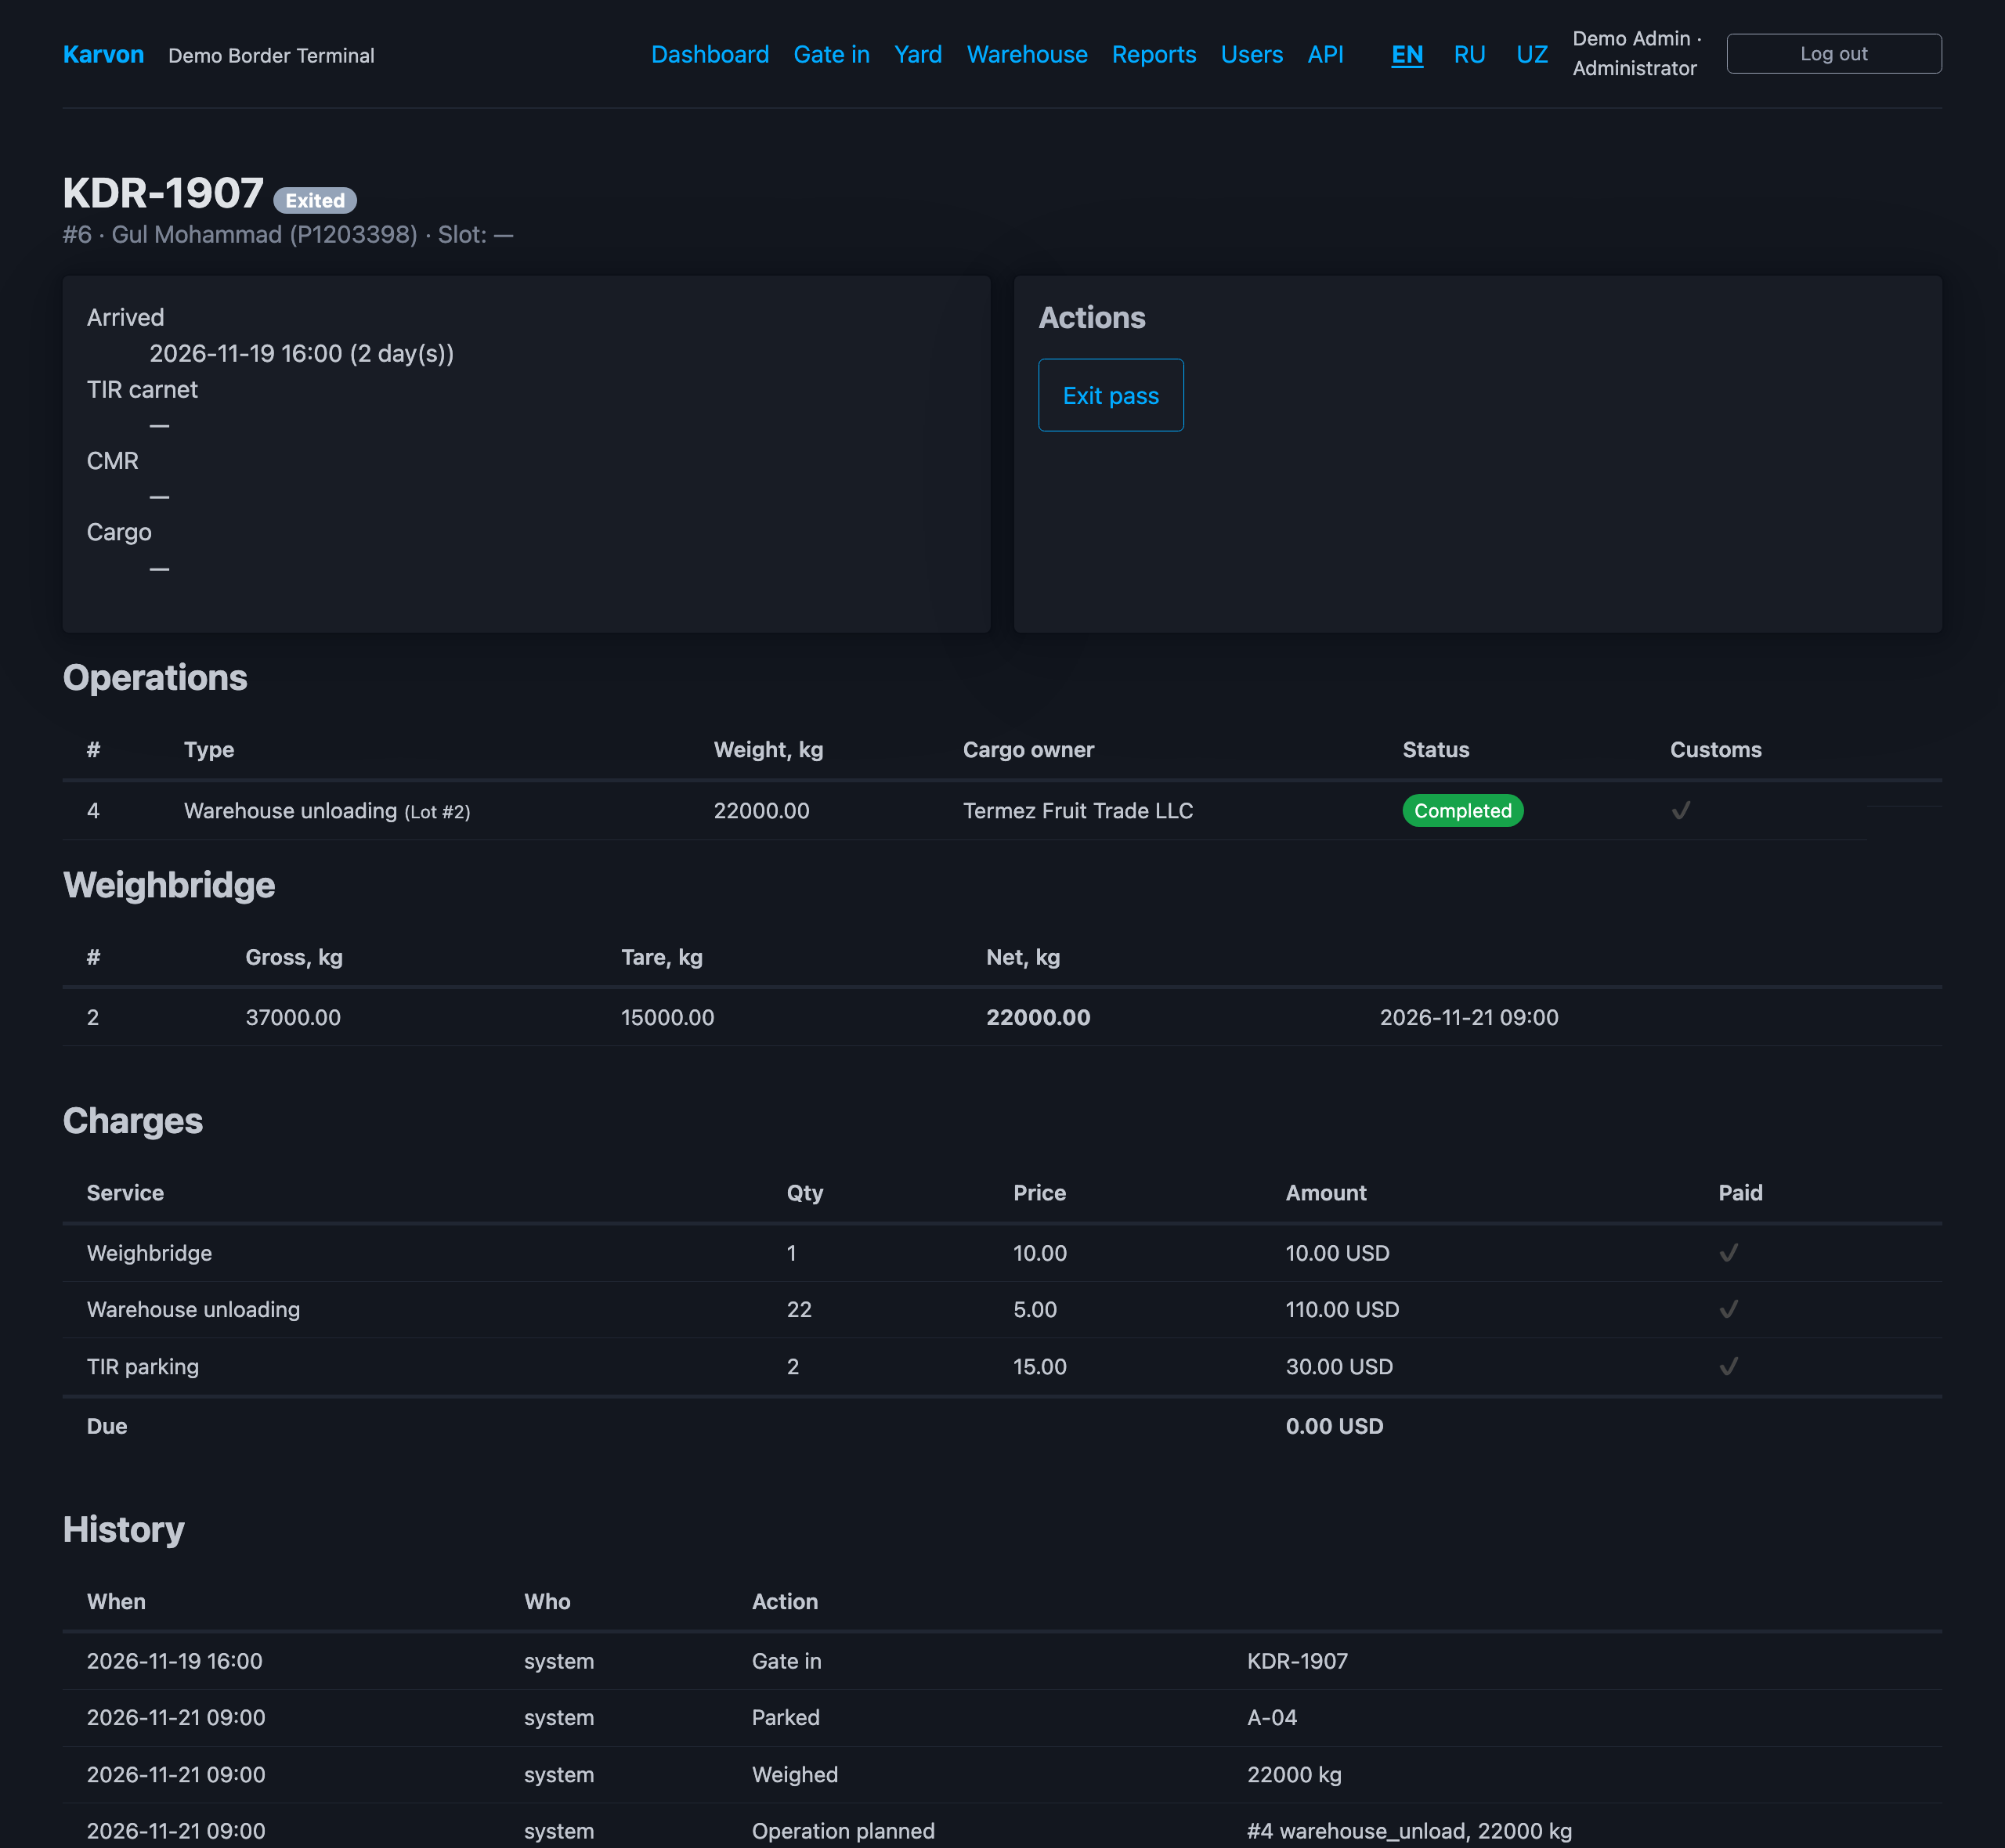 Karvon Demo Border Terminal Dashboard Gate in Yard Warehouse Reports Users API EN RU UZ Demo Admin · Administrator Log out
KDR-1907 Exited
#6 · Gul Mohammad (P1203398) · Slot: —
Arrived
2026-11-19 16:00 (2 day(s))
TIR carnet
—
CMR
—
Cargo
—
Actions
Exit pass
Operations
# Type Weight, kg Cargo owner Status Customs
4 Warehouse unloading (Lot #2) 22000.00 Termez Fruit Trade LLC Completed ✓
Weighbridge
# Gross, kg Tare, kg Net, kg
2 37000.00 15000.00 22000.00 2026-11-21 09:00
Charges
Service Qty Price Amount Paid
Weighbridge 1 10.00 10.00 USD ✓
Warehouse unloading 22 5.00 110.00 USD ✓
TIR parking 2 15.00 30.00 USD ✓
Due 0.00 USD
History
When Who Action
2026-11-19 16:00 system Gate in KDR-1907
2026-11-21 09:00 system Parked A-04
2026-11-21 09:00 system Weighed 22000 kg
2026-11-21 09:00 system Operation planned #4 warehouse_unload, 22000 kg